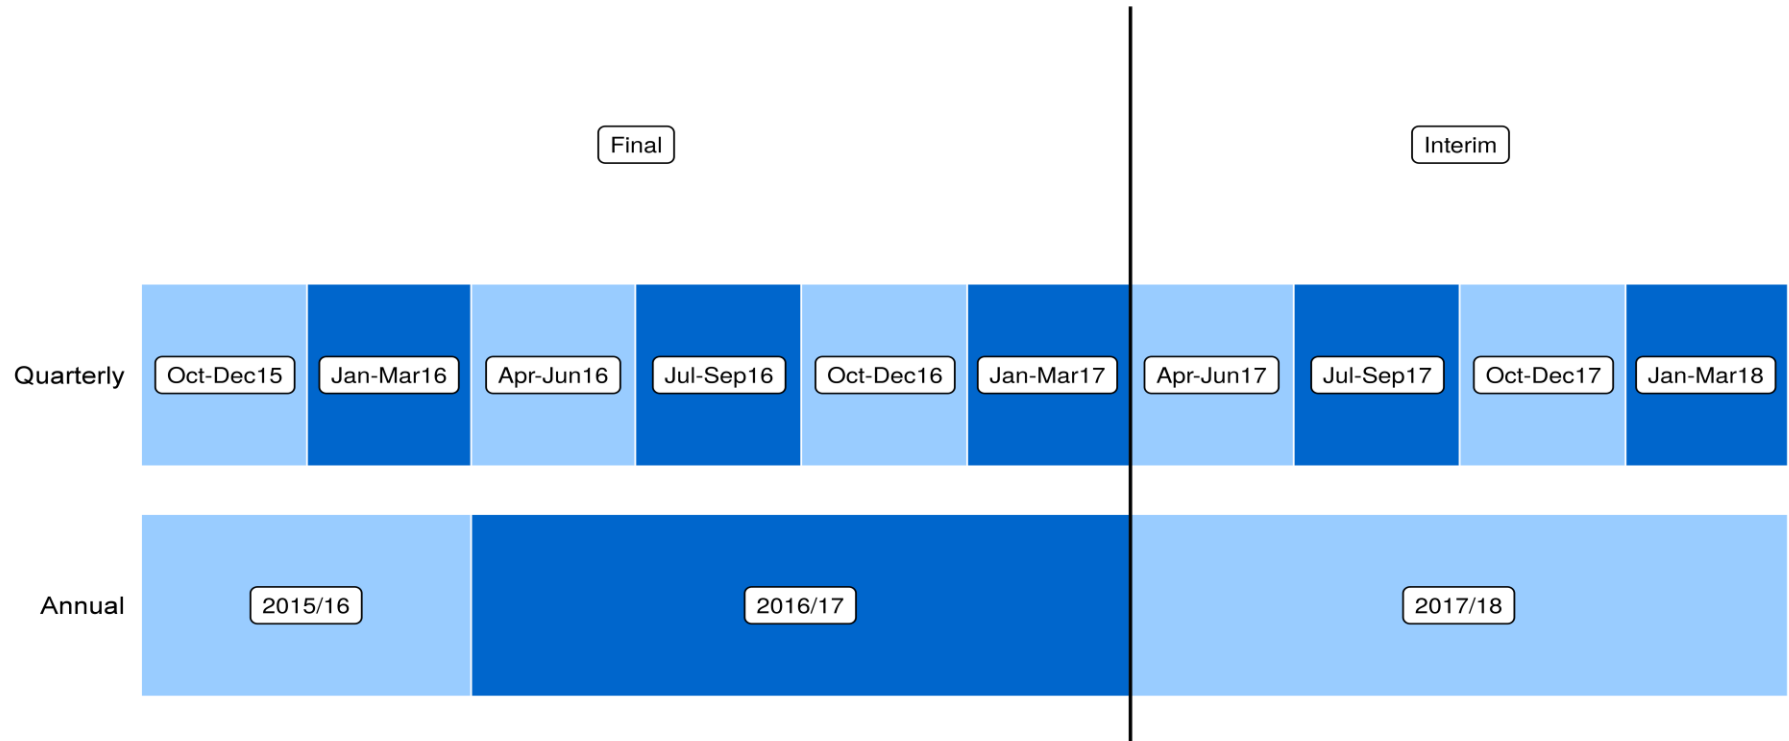 Final Interim
Quarterly Oct-Dec15 Jan-Mar16 Apr-Jun16 Jul-Sep16 Oct-Dec16 Jan-Mar17 Apr-Jun17 Jul-Sep17 Oct-Dec17 Jan-Mar18
Annual 2015/16 2016/17 2017/18